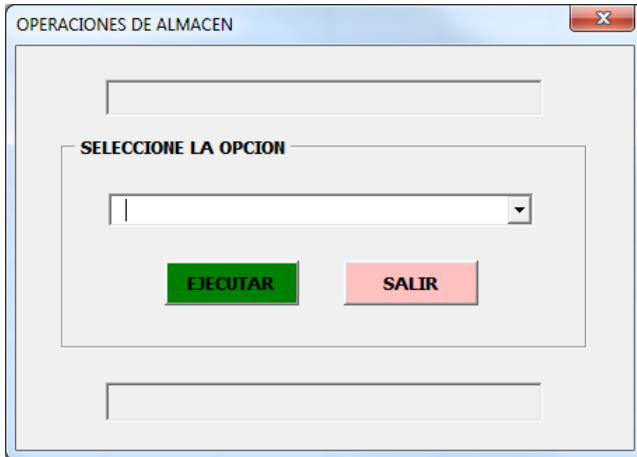 OPERACIONES DE ALMACEN
SELECCIONE LA OPCION
EJECUTAR
SALIR